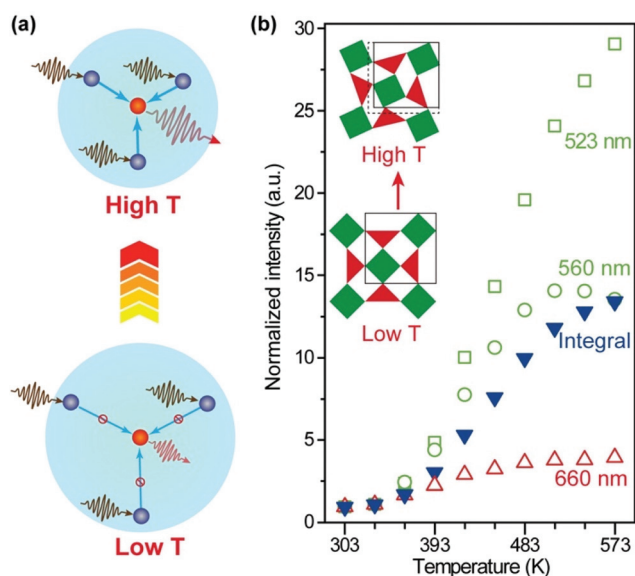 (a)
High T
Low T
(b)
Normalized intensity (a.u.)
30
25
20
15
10
5
0
High T
Low T
523 nm
560 nm
Integral
660 nm
303
393
483
573
Temperature (K)